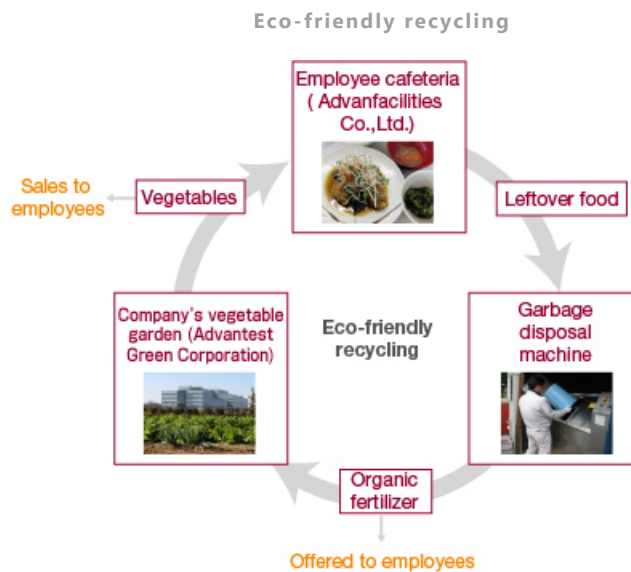 Eco-friendly recycling
Employee cafeteria
( Advanfacilities
Co.,Ltd.)
Sales to
employees
Vegetables
Leftover food
Company's vegetable
garden (Advantest
Green Corporation)
Eco-friendly
recycling
Garbage
disposal
machine
Organic
fertilizer
Offered to employees